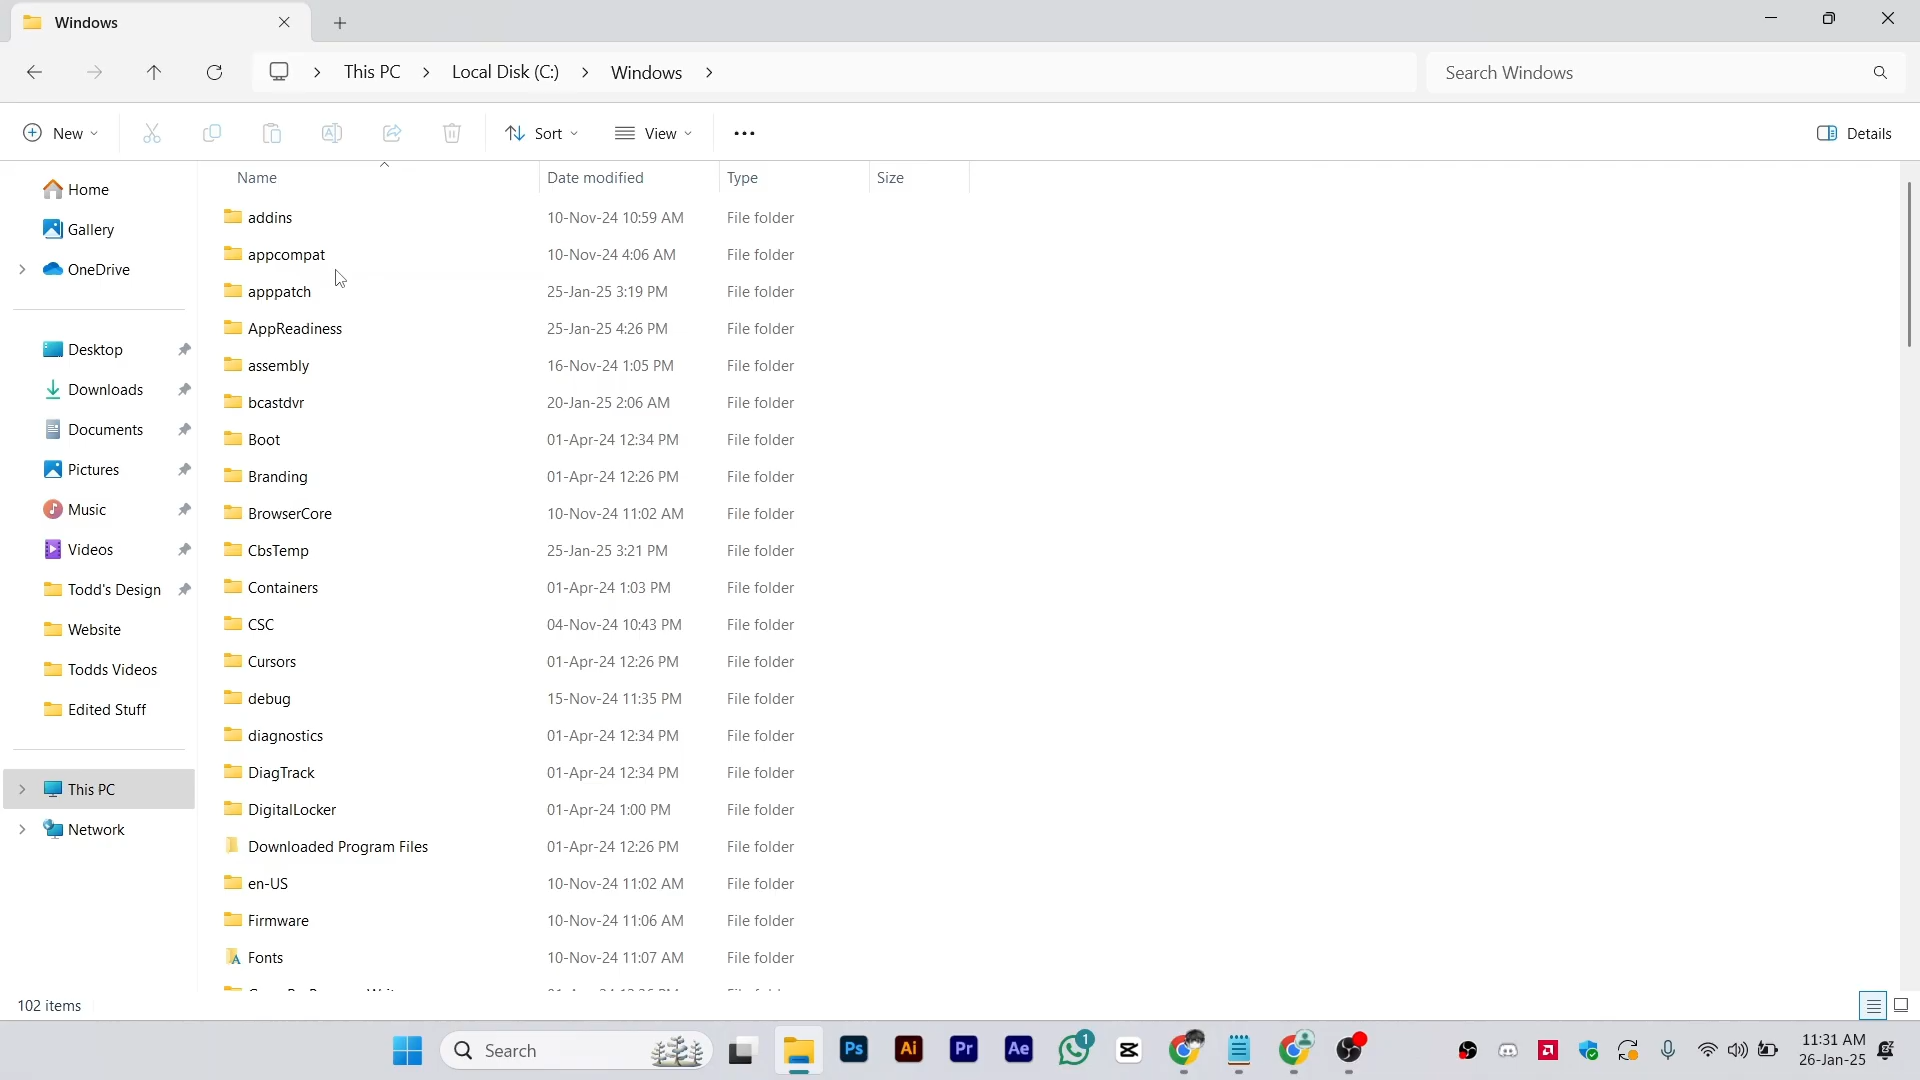 Windows
This PC > Local Disk (C:) > Windows >
Search Windows
New
Sort
View
Details
Name Date modified Type Size
Home
Gallery
OneDrive
Desktop
Downloads
Documents
Pictures
Music
Videos
Todd's Design
Website
Todds Videos
Edited Stuff
This PC
Network
addins 10-Nov-24 10:59 AM File folder
appcompat 10-Nov-24 4:06 AM File folder
apppatch 25-Jan-25 3:19 PM File folder
AppReadiness 25-Jan-25 4:26 PM File folder
assembly 16-Nov-24 1:05 PM File folder
bcastdvr 20-Jan-25 2:06 AM File folder
Boot 01-Apr-24 12:34 PM File folder
Branding 01-Apr-24 12:26 PM File folder
BrowserCore 10-Nov-24 11:02 AM File folder
CbsTemp 25-Jan-25 3:21 PM File folder
Containers 01-Apr-24 1:03 PM File folder
CSC 04-Nov-24 10:43 PM File folder
Cursors 01-Apr-24 12:26 PM File folder
debug 15-Nov-24 11:35 PM File folder
diagnostics 01-Apr-24 12:34 PM File folder
DiagTrack 01-Apr-24 12:34 PM File folder
DigitalLocker 01-Apr-24 1:00 PM File folder
Downloaded Program Files 01-Apr-24 12:26 PM File folder
en-US 10-Nov-24 11:02 AM File folder
Firmware 10-Nov-24 11:06 AM File folder
Fonts 10-Nov-24 11:07 AM File folder
102 items
Search
Ps
Ai
Pr
Ae
1
11:31 AM
26-Jan-25